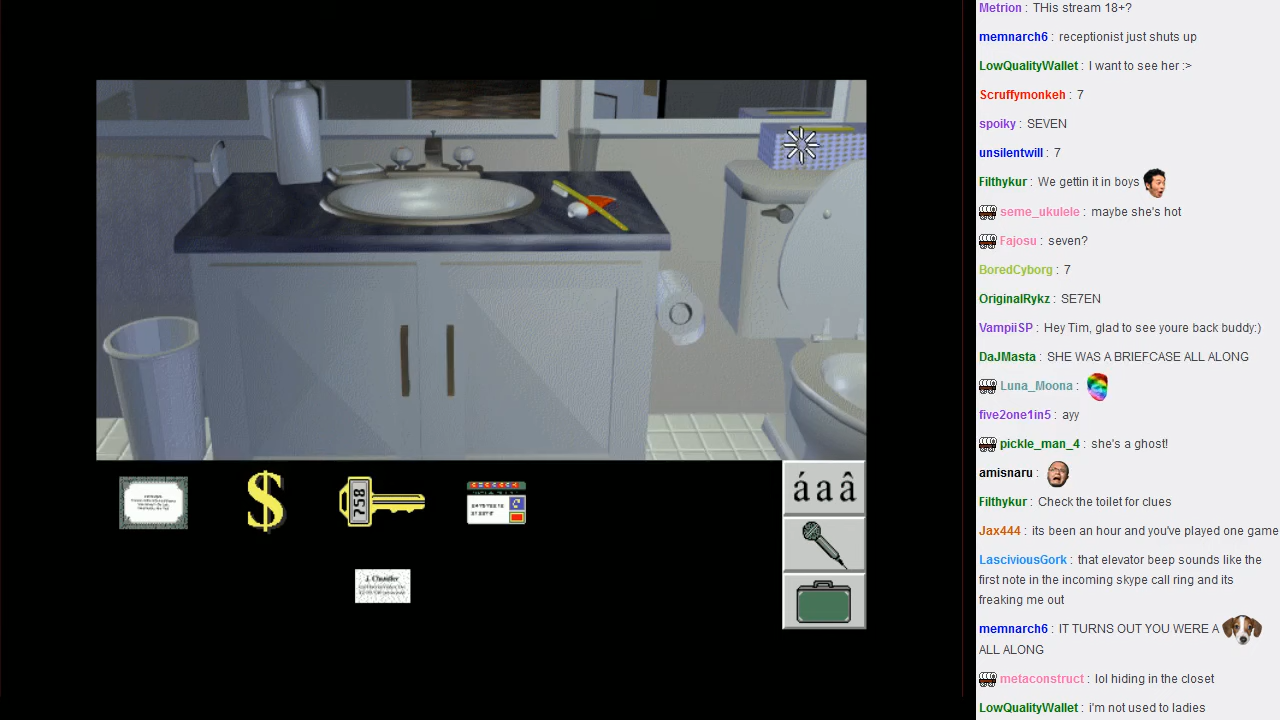 Metrion : THis stream 18+?
memnarch6 : receptionist just shuts up
LowQualityWallet : I want to see her :>
Scruffymonkeh : 7
spoiky : SEVEN
unsilentwill : 7
Filthykur : We gettin it in boys
seme_ukulele : maybe she's hot
Fajosu : seven?
BoredCyborg : 7
OriginalRykz : SE7EN
VampiiSP : Hey Tim, glad to see youre back buddy:)
DaJMasta : SHE WAS A BRIEFCASE ALL ALONG
Luna_Moona :
five2one1in5 : ayy
pickle_man_4 : she's a ghost!
amisnaru :
Filthykur : Check the toilet for clues
Jax444 : its been an hour and you've played one game
LasciviousGork : that elevator beep sounds like the
first note in the intro to skype calls and its
freaking me out
memnarch6 : IT TURNS OUT YOU WERE A
ALL ALONG
metaconstruct : lol hiding in the closet
LowQualityWallet : i'm not used to ladies
$
758
á a â
J. Chandler